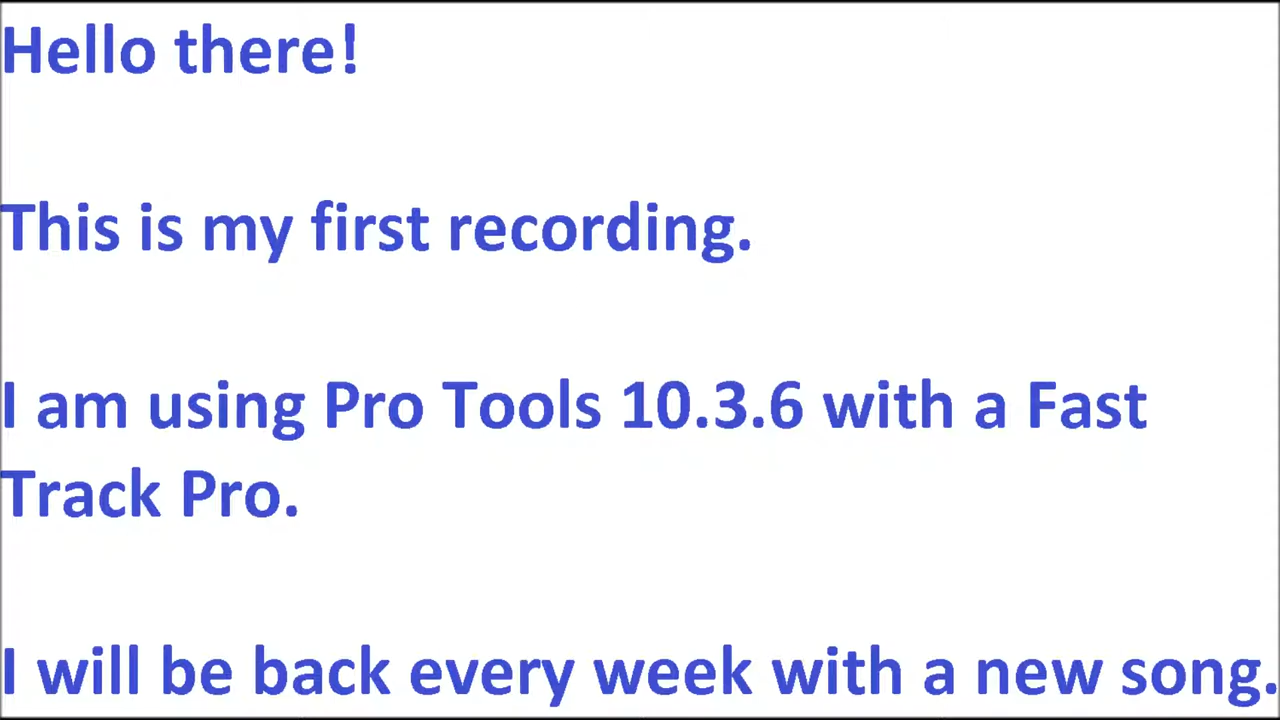 Hello there!
This is my first recording.
I am using Pro Tools 10.3.6 with a Fast
Track Pro.
I will be back every week with a new song.